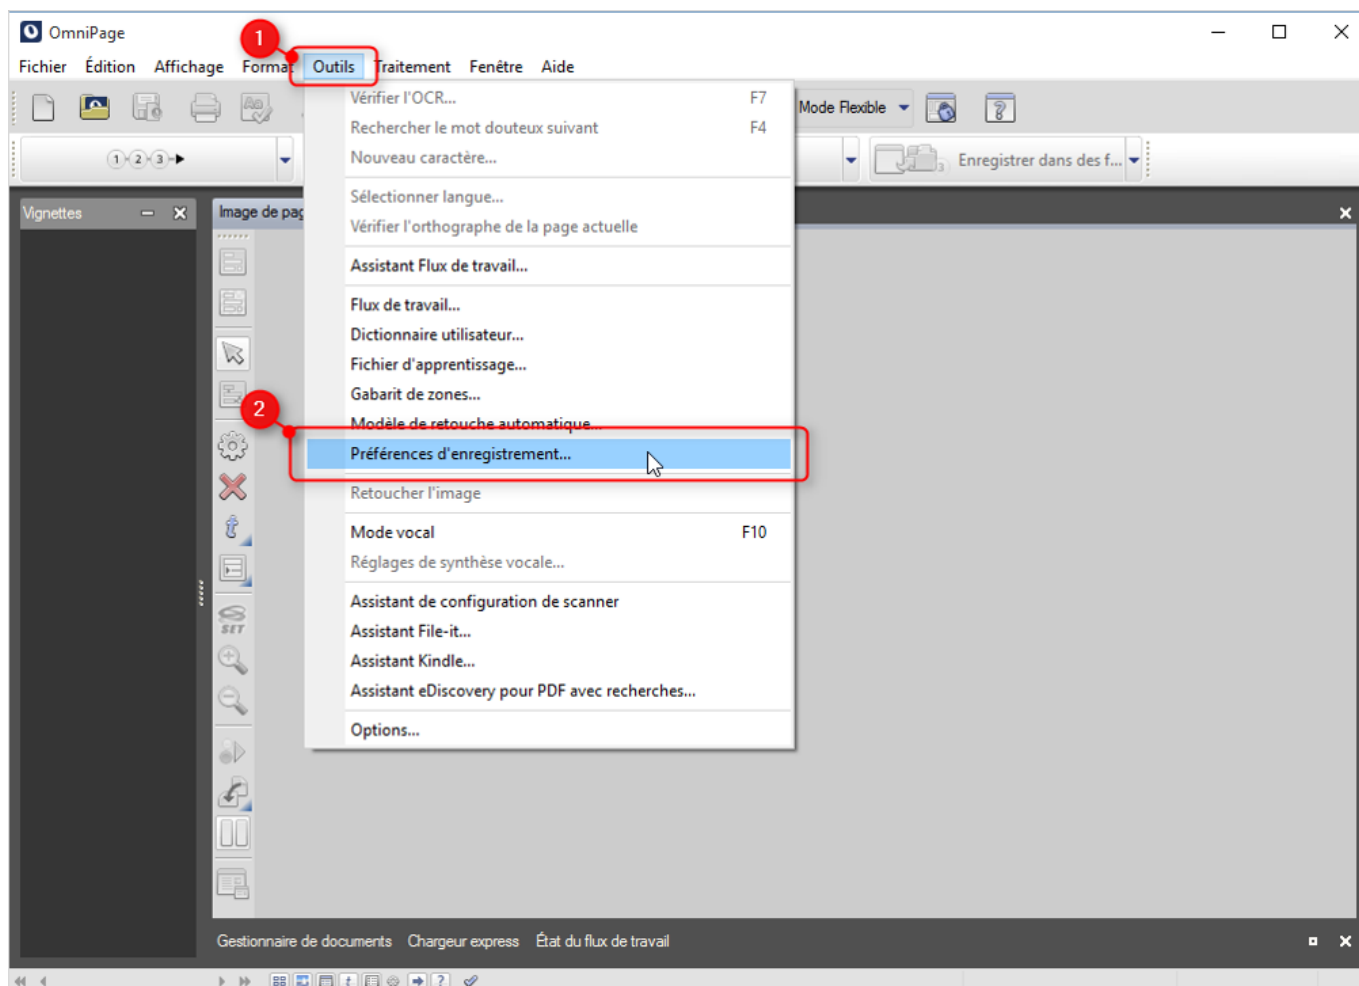 OmniPage
1
Fichier Édition Affichage Format Outils Traitement Fenêtre Aide
Vérifier l'OCR... F7
Mode Flexible
Rechercher le mot douteux suivant F4
Nouveau caractère...
1 2 3
3 Enregistrer dans des f...
Sélectionner langue...
Vignettes
Image de pag
Vérifier l'orthographe de la page actuelle
Assistant Flux de travail...
Flux de travail...
Dictionnaire utilisateur...
Fichier d'apprentissage...
Gabarit de zones...
2
Modèle de retouche automatique...
Préférences d'enregistrement...
Retoucher l'image
Mode vocal F10
Réglages de synthèse vocale...
Assistant de configuration de scanner
SET
Assistant File-it...
Assistant Kindle...
Assistant eDiscovery pour PDF avec recherches...
Options...
Gestionnaire de documents Chargeur express État du flux de travail